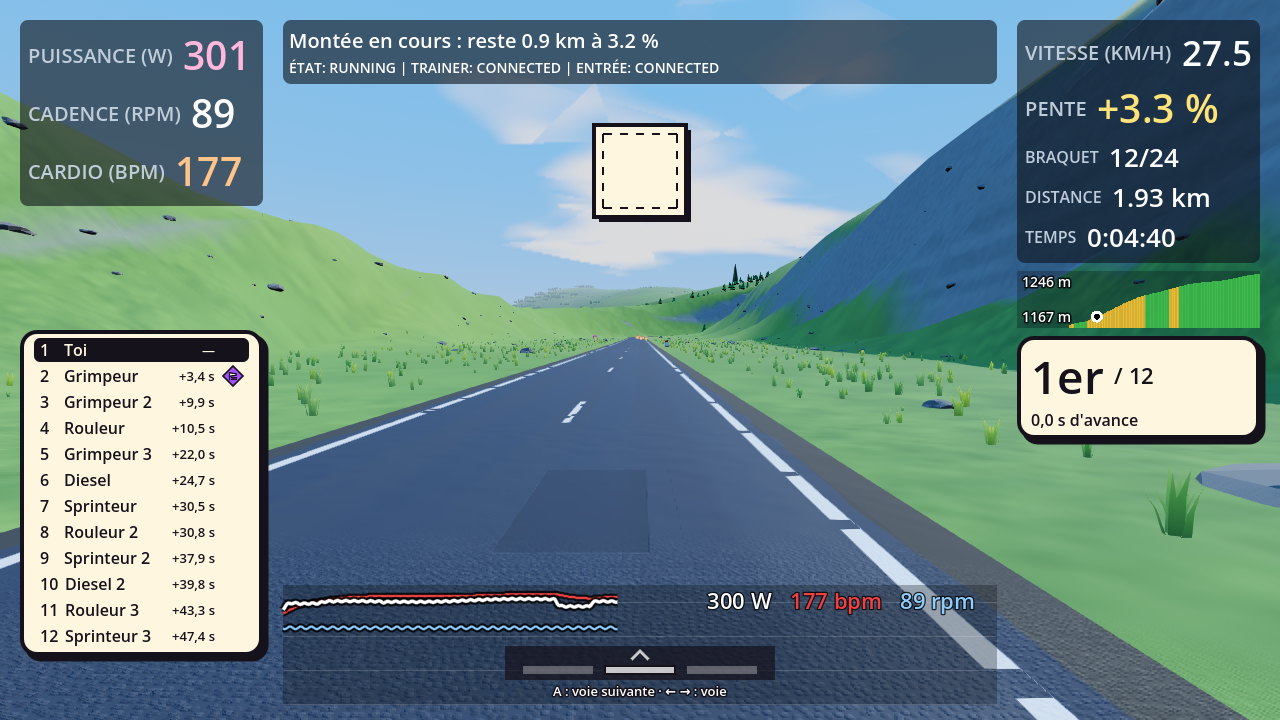 PUISSANCE (W) 301
CADENCE (RPM) 89
CARDIO (BPM) 177
Montée en cours : reste 0.9 km à 3.2 %
ÉTAT: RUNNING | TRAINER: CONNECTED | ENTRÉE: CONNECTED
VITESSE (KM/H) 27.5
PENTE +3.3 %
BRAQUET 12/24
DISTANCE 1.93 km
TEMPS 0:04:40
1246 m
1167 m
1er / 12
0,0 s d'avance
1 Toi —
2 Grimpeur +3,4 s
3 Grimpeur 2 +9,9 s
4 Rouleur +10,5 s
5 Grimpeur 3 +22,0 s
6 Diesel +24,7 s
7 Sprinteur +30,5 s
8 Rouleur 2 +30,8 s
9 Sprinteur 2 +37,9 s
10 Diesel 2 +39,8 s
11 Rouleur 3 +43,3 s
12 Sprinteur 3 +47,4 s
300 W 177 bpm 89 rpm
A : voie suivante · ← → : voie